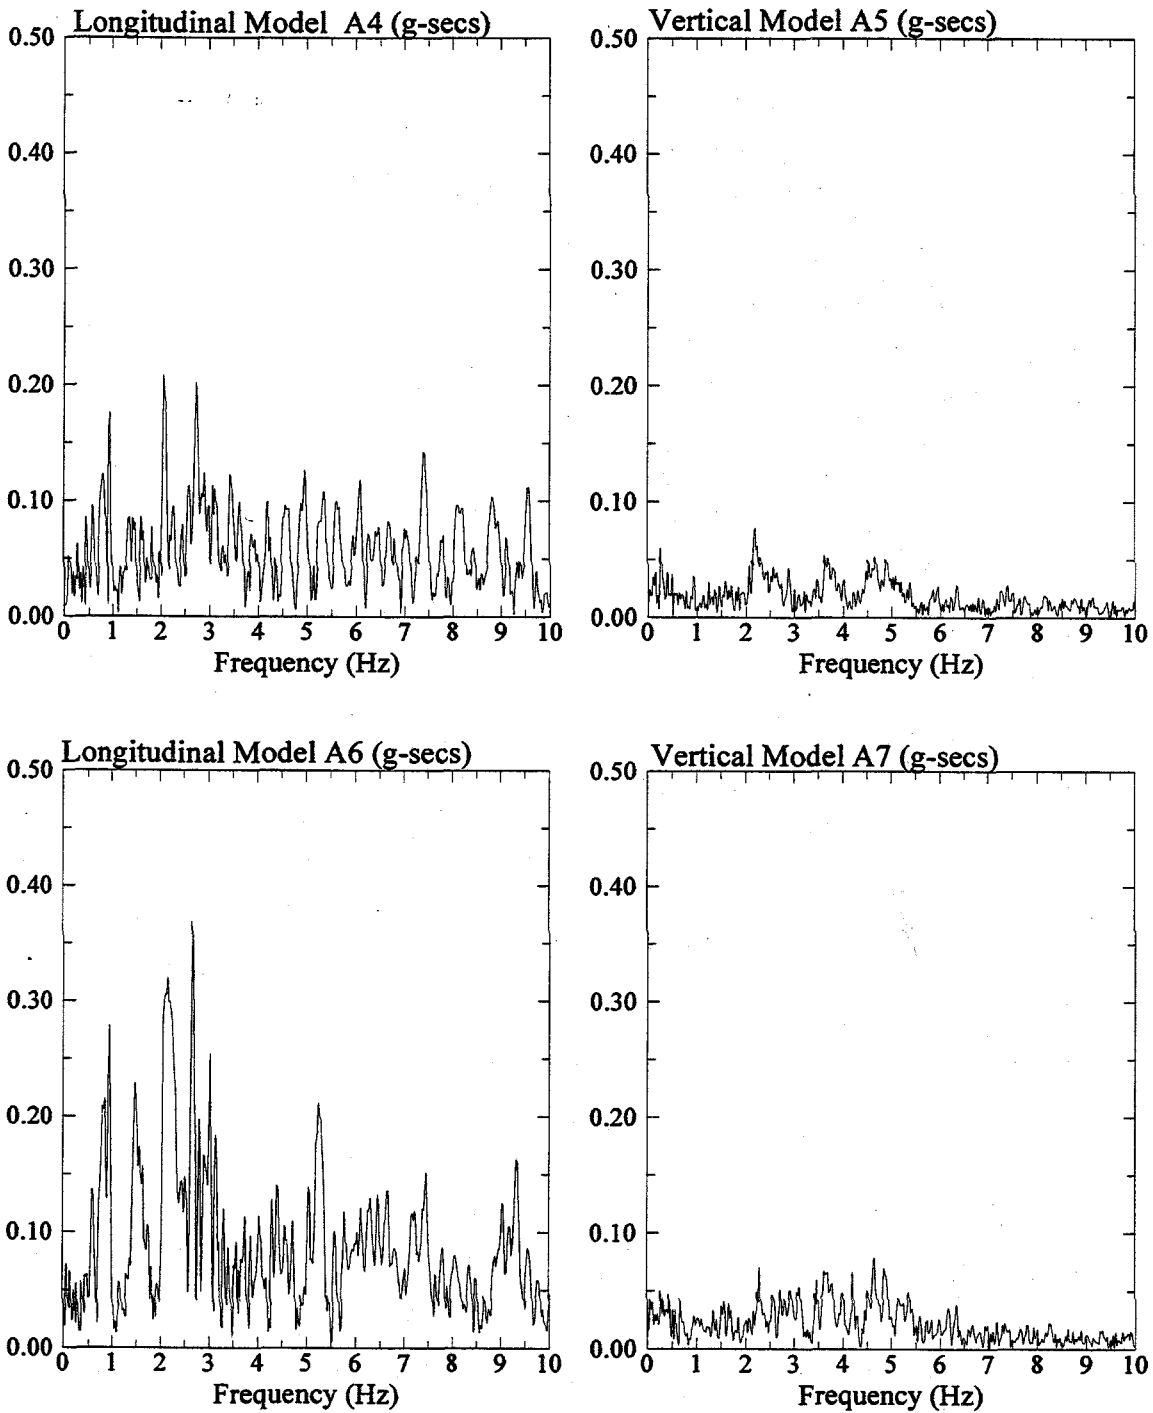 Longitudinal Model A4 (g-secs)
0.50
0.40
0.30
0.20
0.10
0.00
0 1 2 3 4 5 6 7 8 9 10
Frequency (Hz)
Vertical Model A5 (g-secs)
0.50
0.40
0.30
0.20
0.10
0.00
0 1 2 3 4 5 6 7 8 9 10
Frequency (Hz)
Longitudinal Model A6 (g-secs)
0.50
0.40
0.30
0.20
0.10
0.00
0 1 2 3 4 5 6 7 8 9 10
Frequency (Hz)
Vertical Model A7 (g-secs)
0.50
0.40
0.30
0.20
0.10
0.00
0 1 2 3 4 5 6 7 8 9 10
Frequency (Hz)